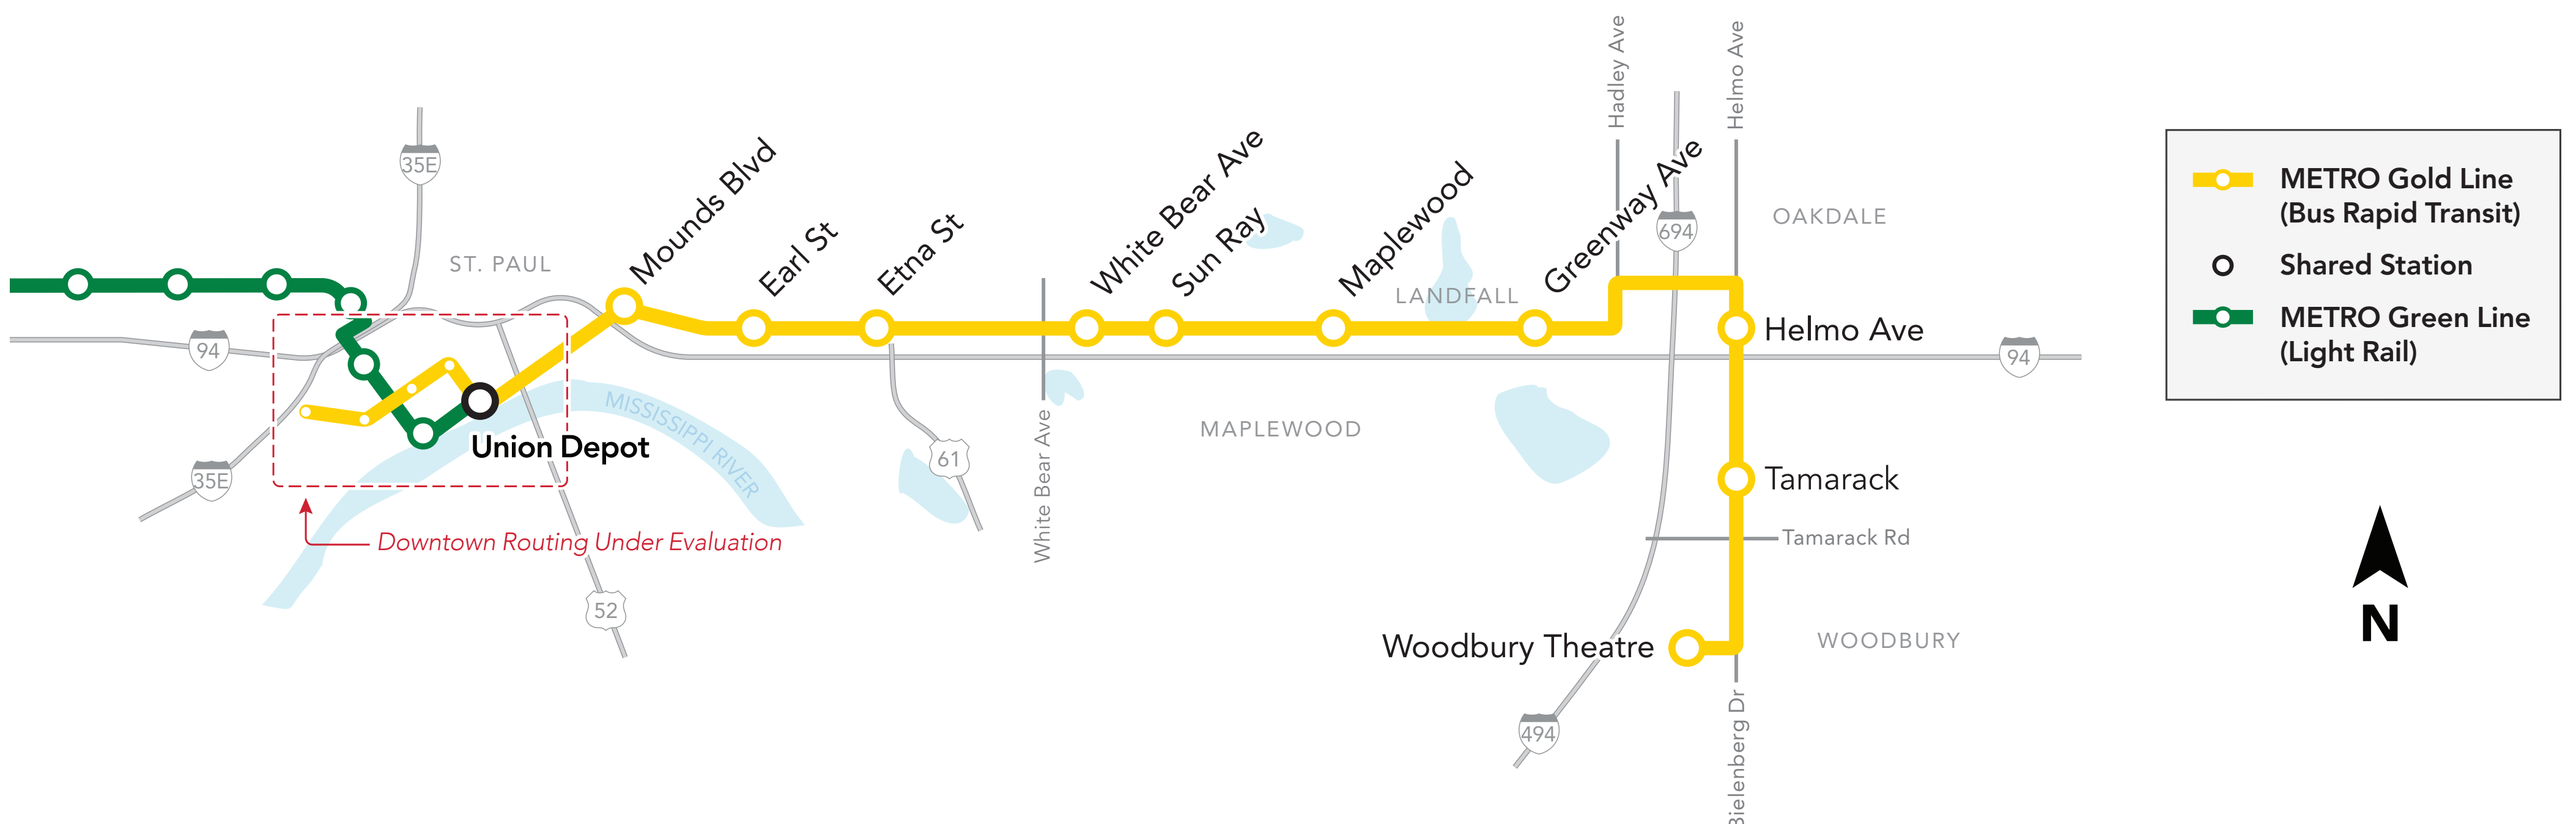 Hadley Ave
Helmo Ave
35E
Mounds Blvd
Earl St
Etna St
White Bear Ave
Sun Ray
Maplewood
Greenway Ave
694
OAKDALE
ST. PAUL
LANDFALL
94
Helmo Ave
94
MISSISSIPPI RIVER
Union Depot
MAPLEWOOD
61
White Bear Ave
35E
Tamarack
Downtown Routing Under Evaluation
Tamarack Rd
52
Woodbury Theatre
WOODBURY
494
Bielenberg Dr
METRO Gold Line
(Bus Rapid Transit)
Shared Station
METRO Green Line
(Light Rail)
N